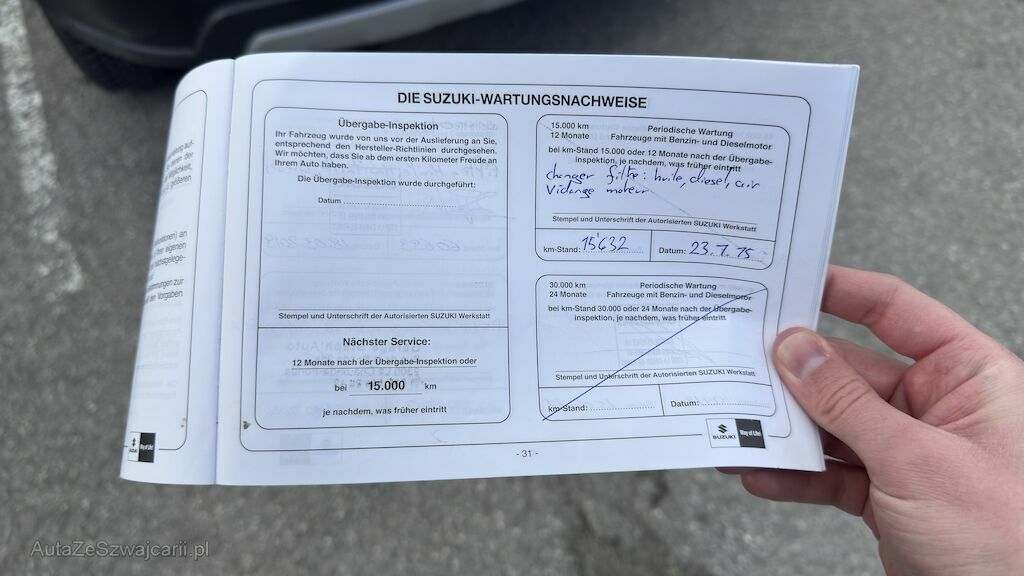 DIE SUZUKI-WARTUNGSNACHWEISE
Übergabe-Inspektion
Ihr Fahrzeug wurde von uns vor der Auslieferung an Sie,
entsprechend den Hersteller-Richtlinien durchgesehen.
Wir möchten, dass Sie ab dem ersten Kilometer Freude an
Ihrem Auto haben.
Die Übergabe-Inspektion wurde durchgeführt:
Datum
Stempel und Unterschrift der Autorisierten SUZUKI Werkstatt
Nächster Service:
12 Monate nach der Übergabe-Inspektion oder
bei 15.000 km
je nachdem, was früher eintritt
15.000 km Periodische Wartung
12 Monate Fahrzeuge mit Benzin- und Dieselmotor
bei km-Stand 15.000 oder 12 Monate nach der Übergabe-
inspektion, je nachdem, was früher eintritt
changer filtre: huile, diesel, air
Vidange moteur
Stempel und Unterschrift der Autorisierten SUZUKI Werkstatt
km-Stand: 15'632 Datum: 23.7.15
30.000 km Periodische Wartung
24 Monate Fahrzeuge mit Benzin- und Dieselmotor
bei km-Stand 30.000 oder 24 Monate nach der Übergabe-
inspektion, je nachdem, was früher eintritt
Stempel und Unterschrift der Autorisierten SUZUKI Werkstatt
km-Stand: Datum:
SUZUKI Way of Life!
- 31 -
SUZUKI Way of Life!
AutaZeSzwajcarii.pl